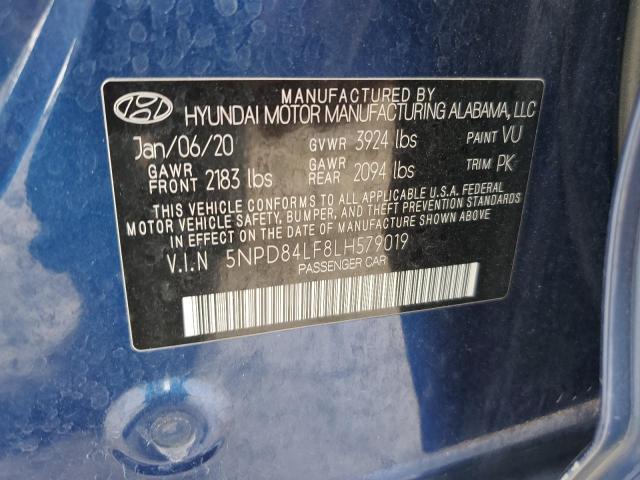 MANUFACTURED BY
HYUNDAI MOTOR MANUFACTURING ALABAMA, LLC
Jan/06/20 GVWR 3924 lbs PAINT VU
GAWR FRONT 2183 lbs GAWR REAR 2094 lbs TRIM PK
THIS VEHICLE CONFORMS TO ALL APPLICABLE U.S.A. FEDERAL
MOTOR VEHICLE SAFETY, BUMPER, AND THEFT PREVENTION
STANDARDS IN EFFECT ON THE DATE OF MANUFACTURE SHOWN ABOVE.
V.I.N 5NPD84LF8LH579019
PASSENGER CAR